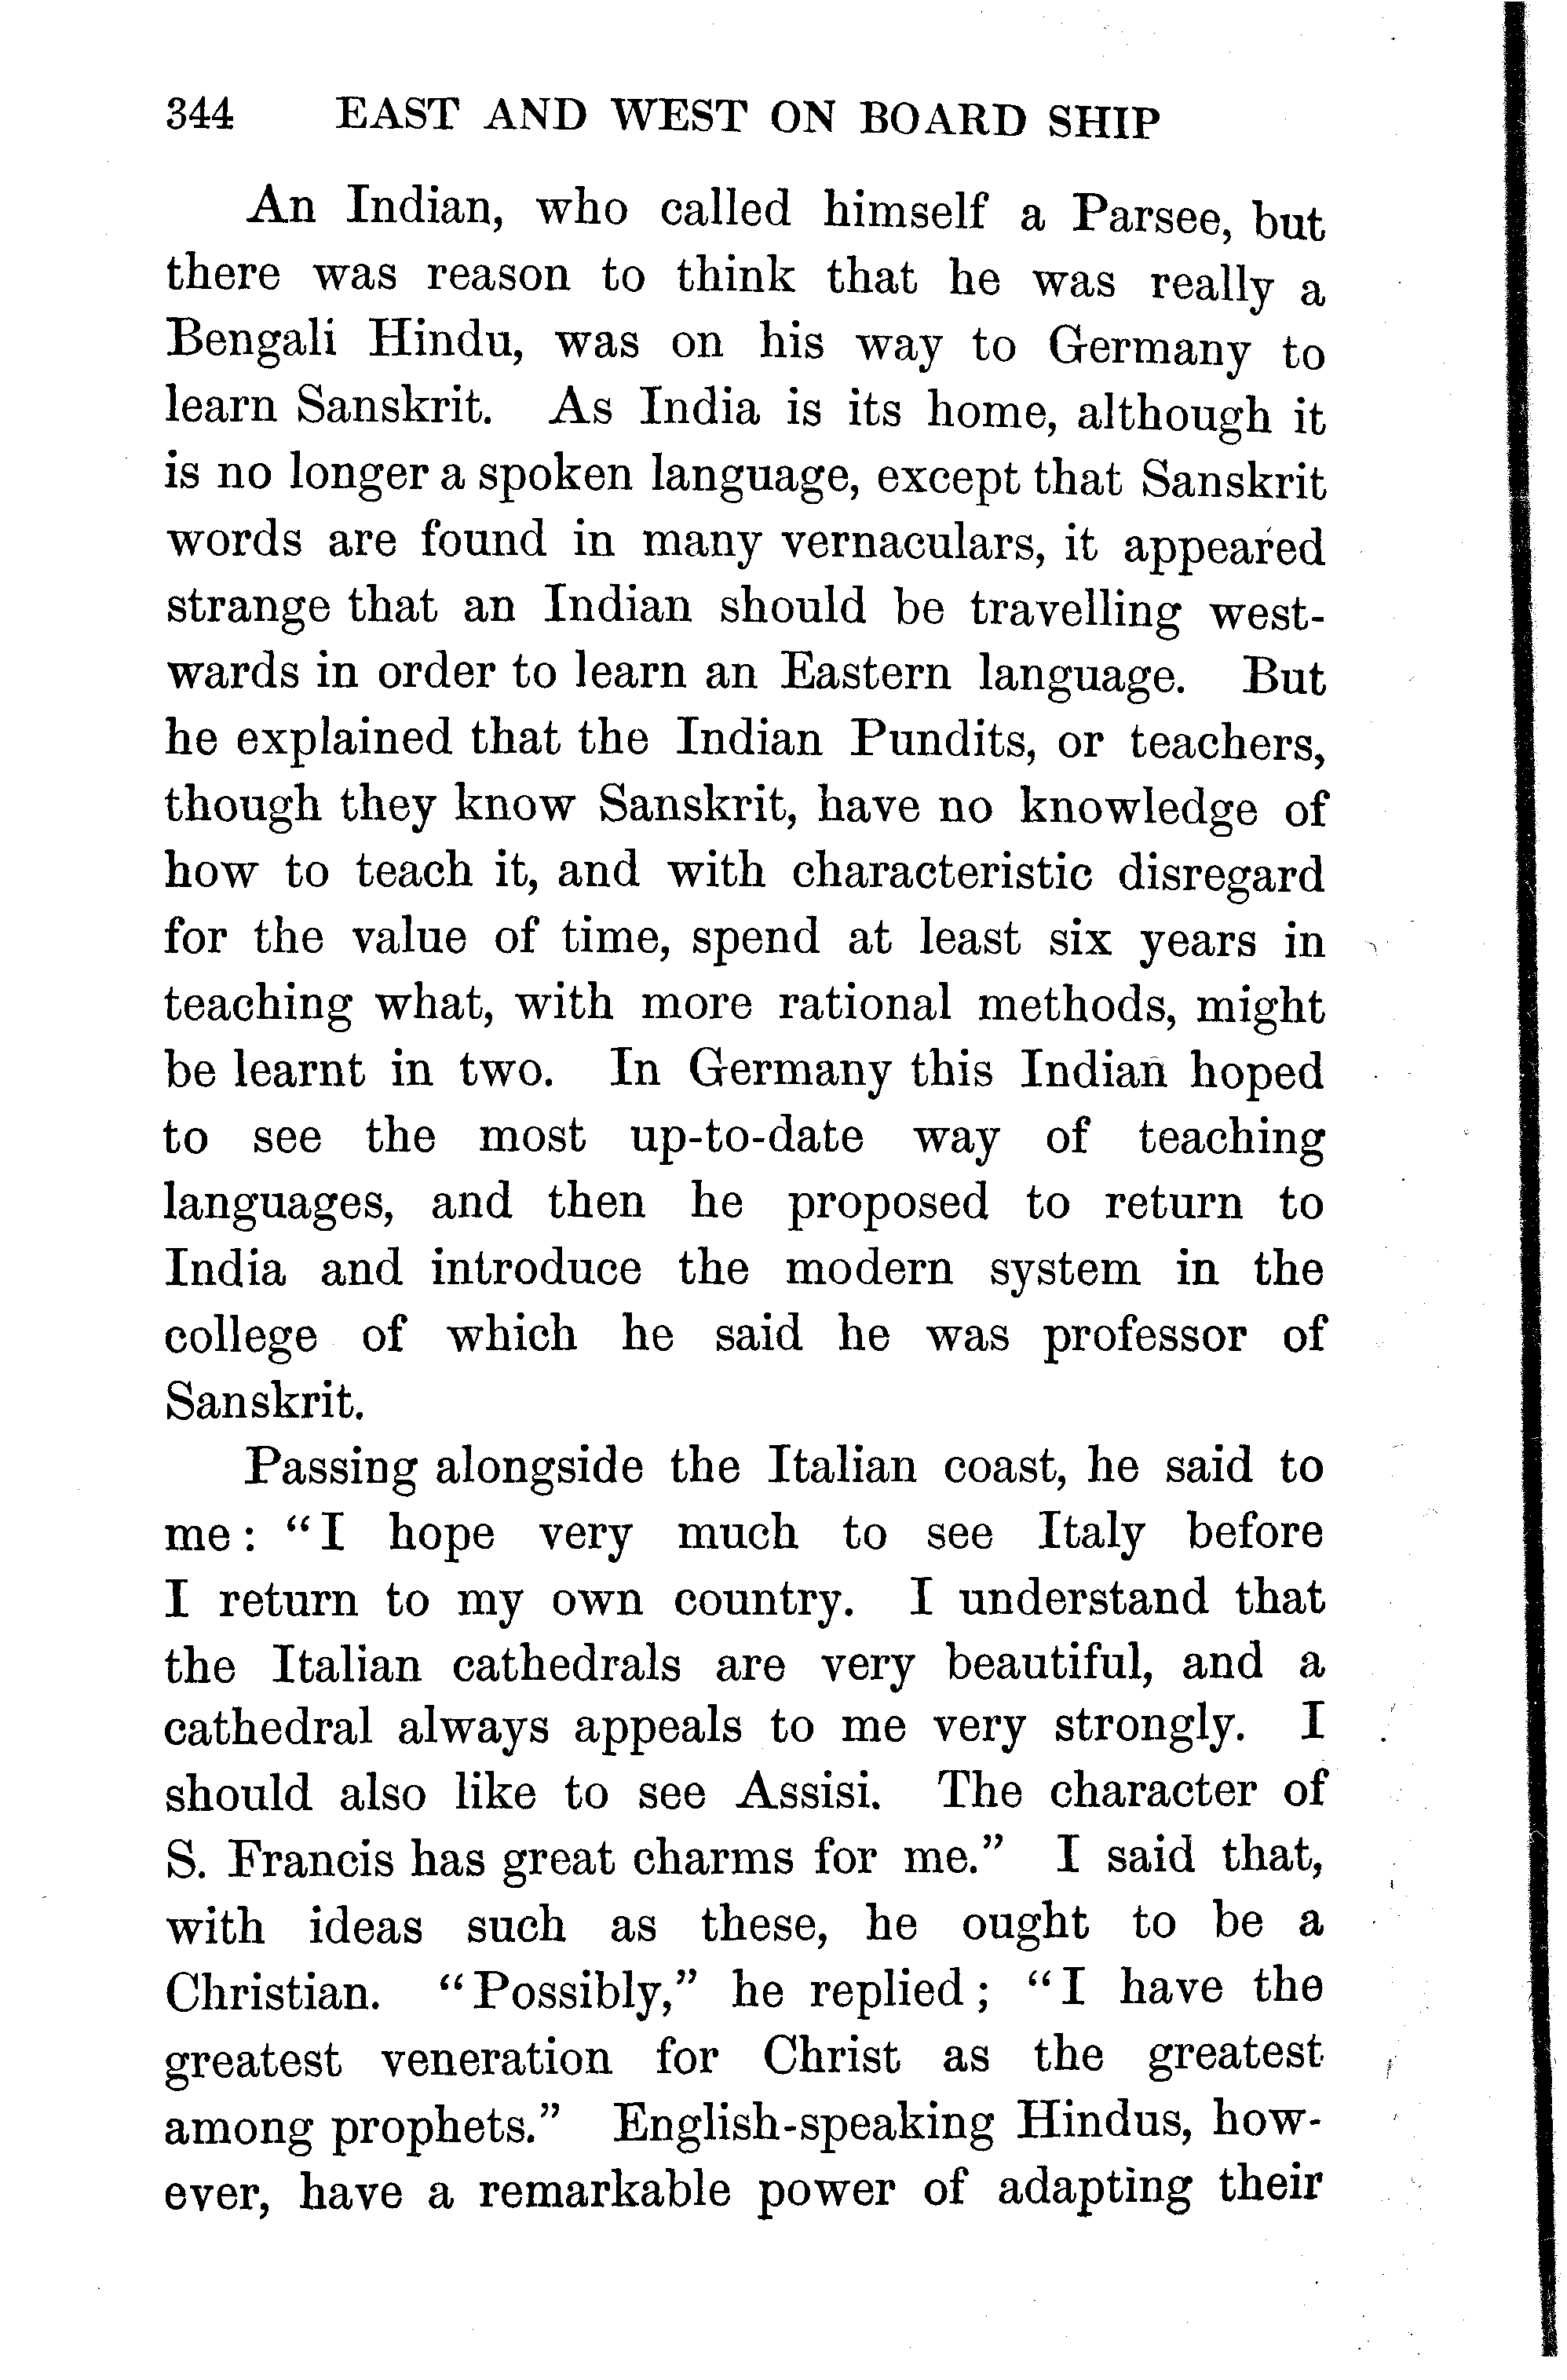 344 EAST AND WEST ON BOARD SHIP
An Indian, who called himself a Parsee, but
there was reason to think that he was really a
Bengali Hindu, was on his way to Germany to
learn Sanskrit. As India is its home, although it
is no longer a spoken language, except that Sanskrit
words are found in many vernaculars, it appeared
strange that an Indian should be travelling west-
wards in order to learn an Eastern language. But
he explained that the Indian Pundits, or teachers,
though they know Sanskrit, have no knowledge of
how to teach it, and with characteristic disregard
for the value of time, spend at least six years in
teaching what, with more rational methods, might
be learnt in two. In Germany this Indian hoped
to see the most up-to-date way of teaching
languages, and then he proposed to return to
India and introduce the modern system in the
college of which he said he was professor of
Sanskrit.
Passing alongside the Italian coast, he said to
me: "I hope very much to see Italy before
I return to my own country. I understand that
the Italian cathedrals are very beautiful, and a
cathedral always appeals to me very strongly. I
should also like to see Assisi. The character of
S. Francis has great charms for me." I said that,
with ideas such as these, he ought to be a
Christian. "Possibly," he replied; "I have the
greatest veneration for Christ as the greatest
among prophets." English-speaking Hindus, how-
ever, have a remarkable power of adapting their